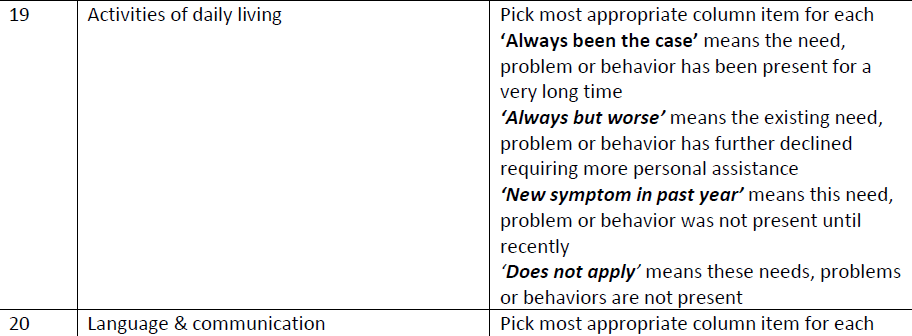 19 Activities of daily living Pick most appropriate column item for each
‘Always been the case’ means the need,
problem or behavior has been present for a
very long time
‘Always but worse’ means the existing need,
problem or behavior has further declined
requiring more personal assistance
‘New symptom in past year’ means this need,
problem or behavior was not present until
recently
‘Does not apply’ means these needs, problems
or behaviors are not present
20 Language & communication Pick most appropriate column item for each